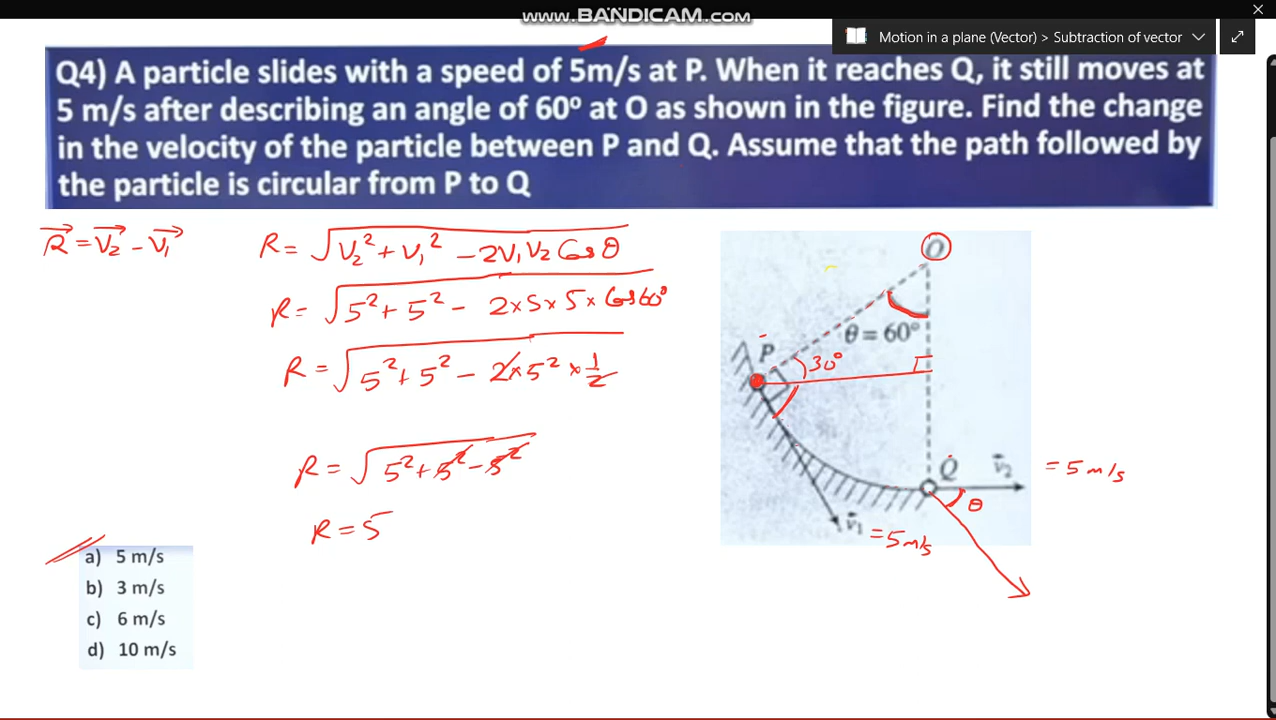 www.BANDICAM.com
Motion in a plane (Vector) > Subtraction of vector
Q4) A particle slides with a speed of 5m/s at P. When it reaches Q, it still moves at
5 m/s after describing an angle of 60º at O as shown in the figure. Find the change
in the velocity of the particle between P and Q. Assume that the path followed by
the particle is circular from P to Q
R⃗ = V₂⃗ - V₁⃗
R = √(V₂² + V₁² - 2V₁V₂ Cos θ)
R = √(5² + 5² - 2×5×5× Cos60°)
R = √(5² + 5² - 2×5² × 1/2)
R = √(5² + 5² - 5²)
R = 5
a) 5 m/s
b) 3 m/s
c) 6 m/s
d) 10 m/s
O
θ = 60°
P
30°
Q
v⃗₂
= 5 m/s
θ
v⃗₁
= 5m/s